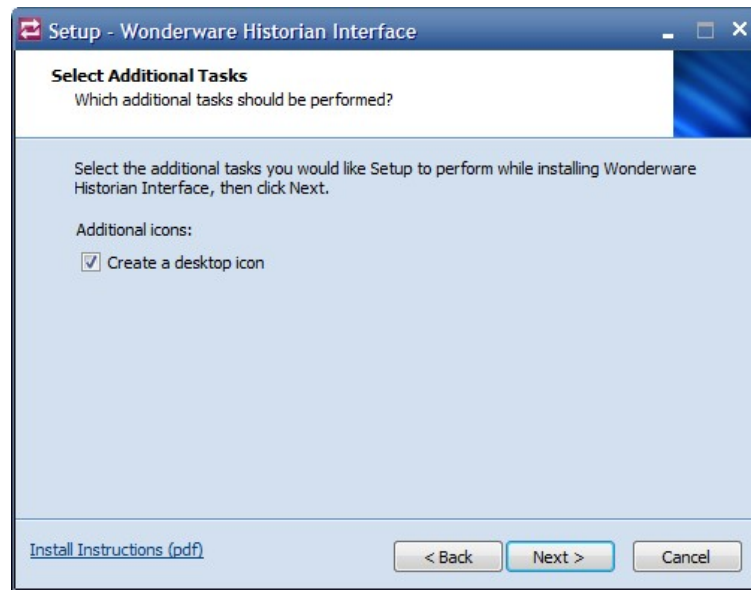 Setup - Wonderware Historian Interface
Select Additional Tasks
Which additional tasks should be performed?
Select the additional tasks you would like Setup to perform while installing Wonderware
Historian Interface, then click Next.
Additional icons:
Create a desktop icon
Install Instructions (pdf)
< Back
Next >
Cancel